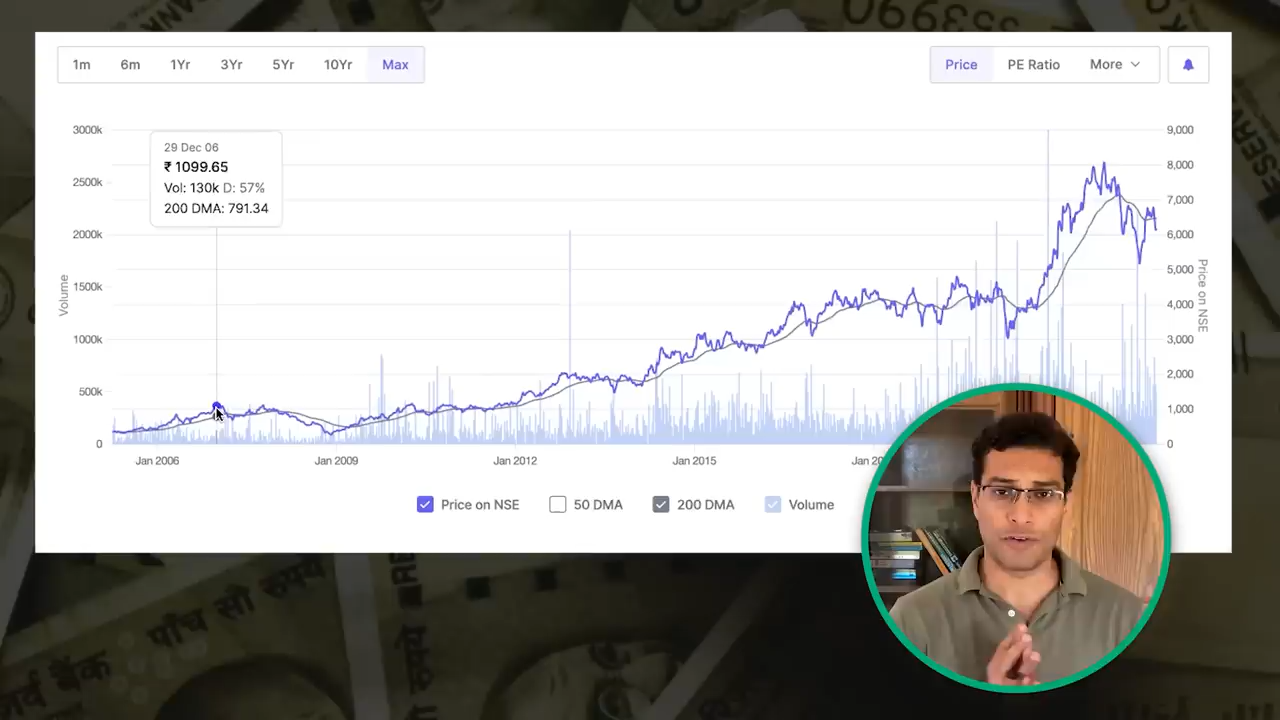 1m 6m 1Yr 3Yr 5Yr 10Yr Max Price PE Ratio More
3000k
2500k
2000k
1500k
1000k
500k
0
Volume
29 Dec 06
₹ 1099.65
Vol: 130k D: 57%
200 DMA: 791.34
9,000
8,000
7,000
6,000
5,000
4,000
3,000
2,000
1,000
0
Price on NSE
Jan 2006 Jan 2009 Jan 2012 Jan 2015
Price on NSE 50 DMA 200 DMA Volume
पाँच सौ रुपये